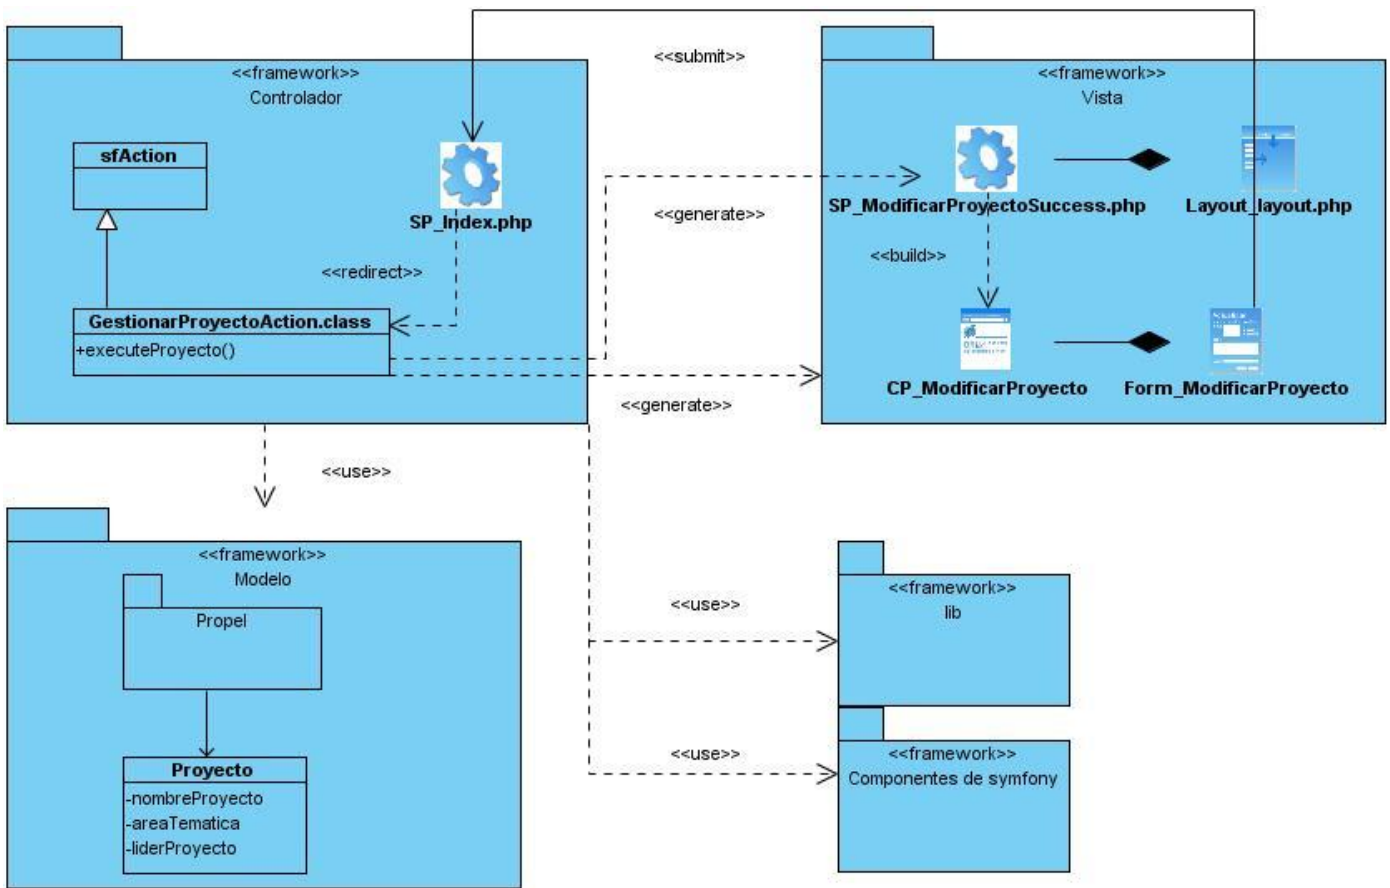 <<submit>>
<<framework>>
Controlador
sfAction
SP_Index.php
<<redirect>>
GestionarProyectoAction.class
+executeProyecto()
<<generate>>
<<generate>>
<<framework>>
Vista
SP_ModificarProyectoSuccess.php
Layout_layout.php
<<build>>
CP_ModificarProyecto
Form_ModificarProyecto
<<use>>
<<framework>>
Modelo
Propel
Proyecto
-nombreProyecto
-areaTematica
-liderProyecto
<<use>>
<<framework>>
lib
<<use>>
<<framework>>
Componentes de symfony